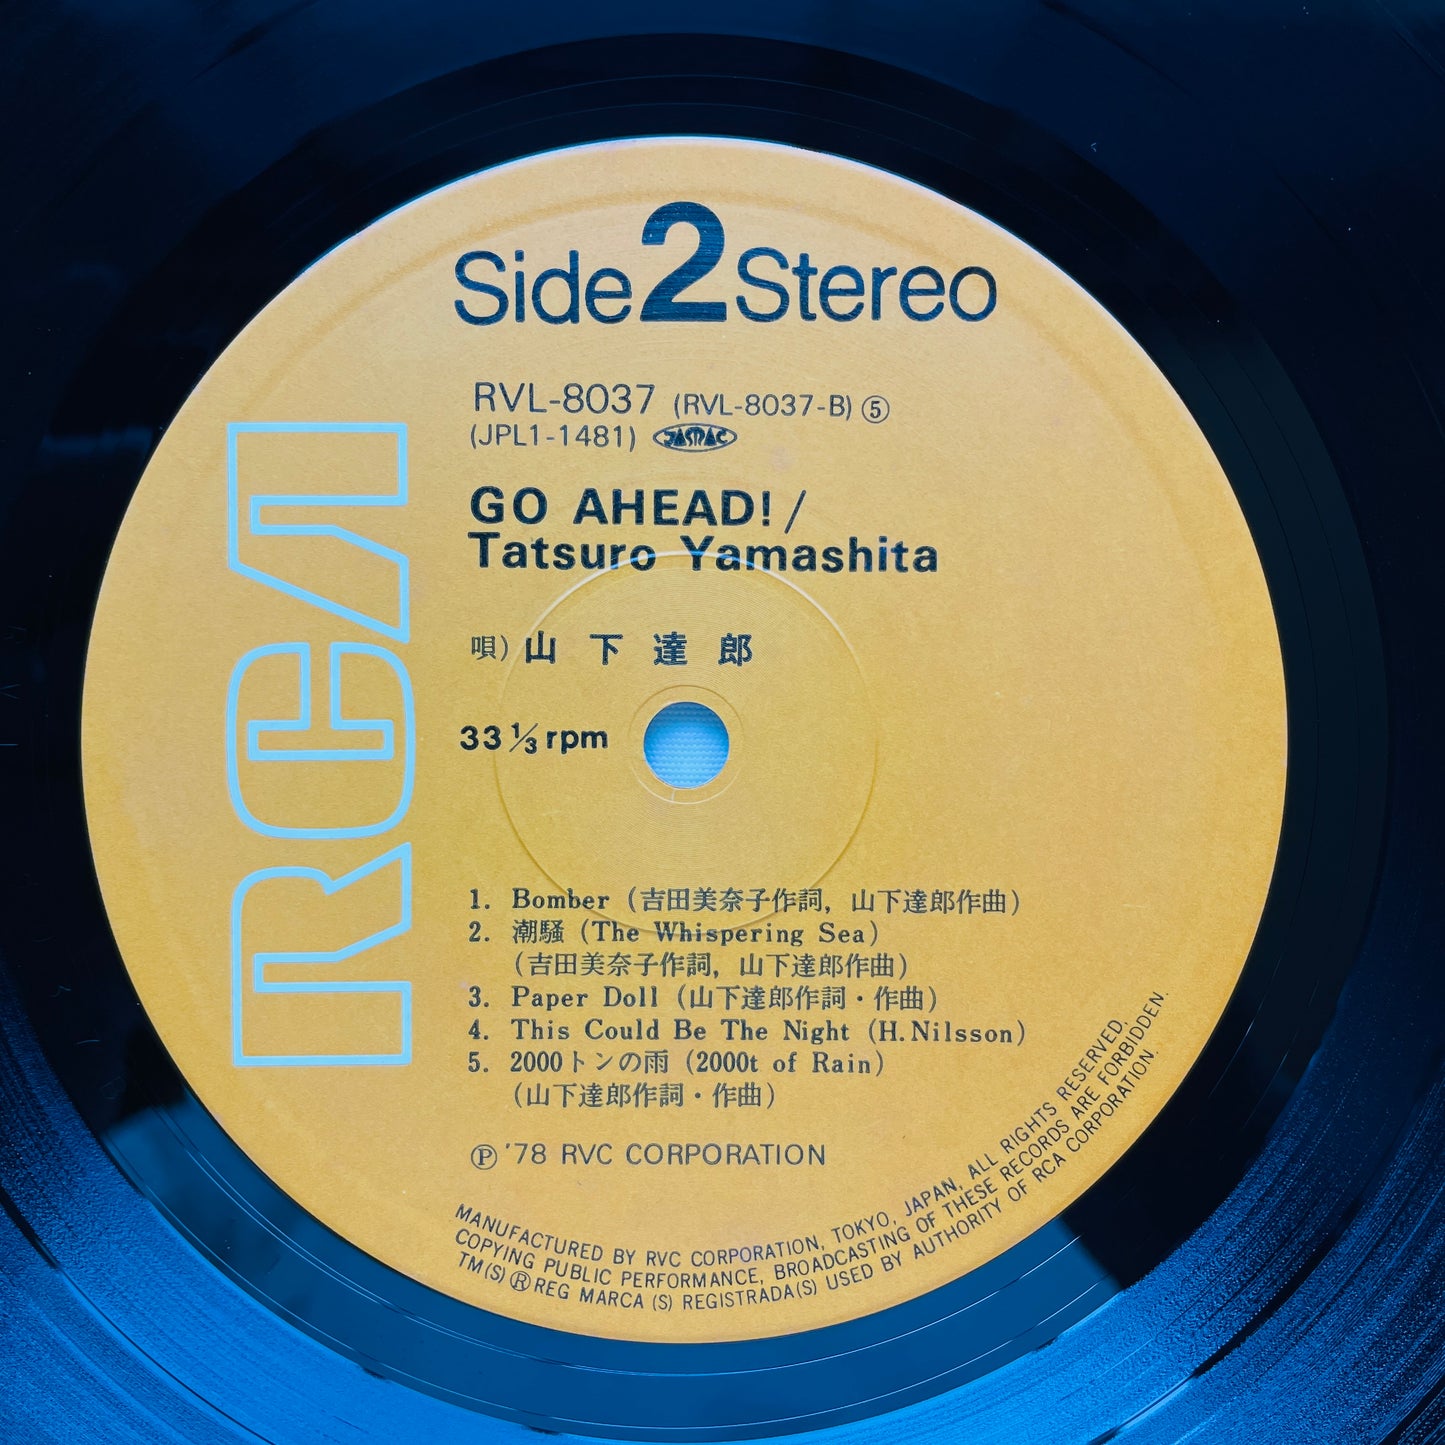 Side 2 Stereo
RVL-8037 (RVL-8037-B) ⑤
(JPL1-1481) JASRAC
GO AHEAD! /
Tatsuro Yamashita
唄) 山下達郎
33 1/3 rpm
RCA
1. Bomber (吉田美奈子作詞, 山下達郎作曲)
2. 潮騒 (The Whispering Sea)
(吉田美奈子作詞, 山下達郎作曲)
3. Paper Doll (山下達郎作詞・作曲)
4. This Could Be The Night (H.Nilsson)
5. 2000トンの雨 (2000t of Rain)
(山下達郎作詞・作曲)
Ⓟ '78 RVC CORPORATION
MANUFACTURED BY RVC CORPORATION, TOKYO, JAPAN, ALL RIGHTS RESERVED,
COPYING PUBLIC PERFORMANCE, BROADCASTING OF THESE RECORDS ARE FORBIDDEN.
TM(S) ® REG MARCA (S) REGISTRADA(S) USED BY AUTHORITY OF RCA CORPORATION.